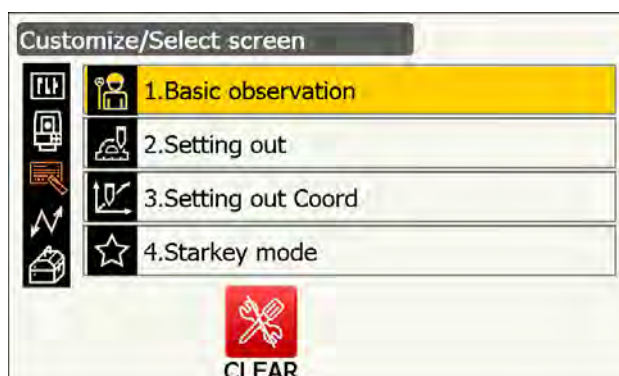 Customize/Select screen
1.Basic observation
2.Setting out
3.Setting out Coord
4.Starkey mode
CLEAR